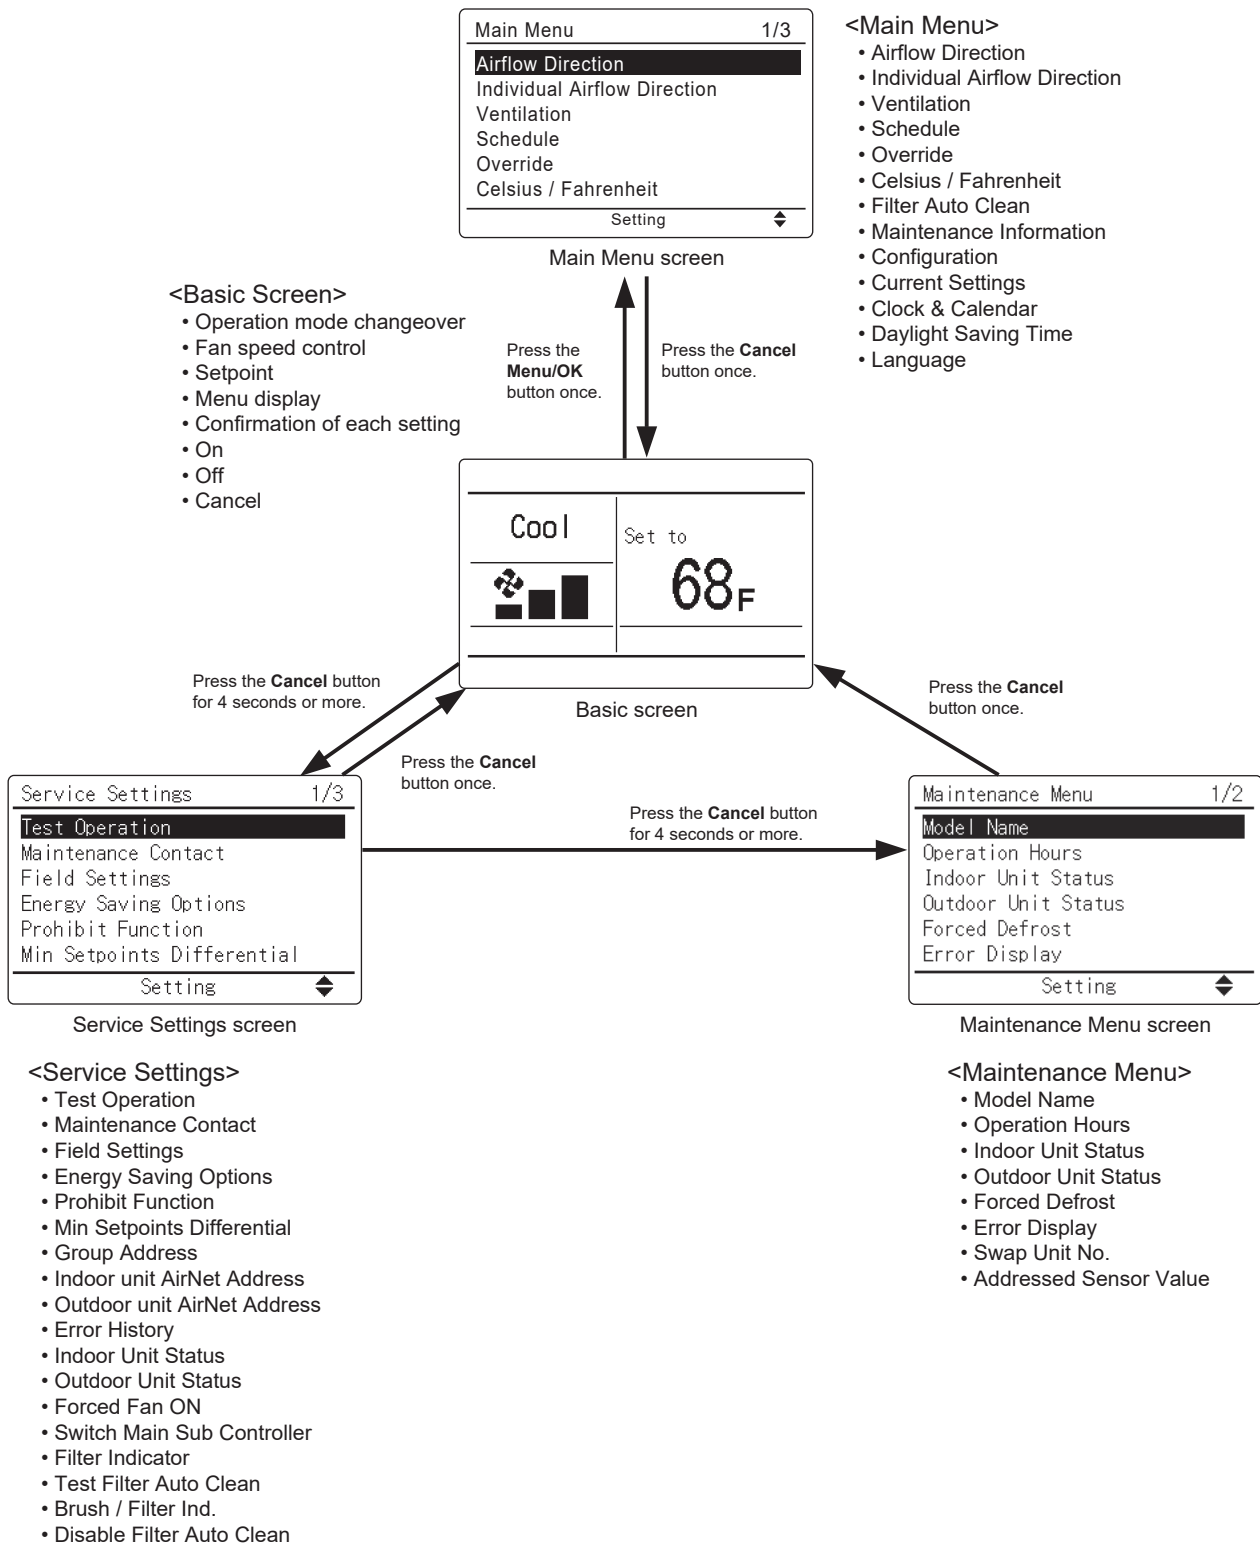 Main Menu 1/3
Airflow Direction
Individual Airflow Direction
Ventilation
Schedule
Override
Celsius / Fahrenheit
Setting
Main Menu screen
<Main Menu>
• Airflow Direction
• Individual Airflow Direction
• Ventilation
• Schedule
• Override
• Celsius / Fahrenheit
• Filter Auto Clean
• Maintenance Information
• Configuration
• Current Settings
• Clock & Calendar
• Daylight Saving Time
• Language
<Basic Screen>
• Operation mode changeover
• Fan speed control
• Setpoint
• Menu display
• Confirmation of each setting
• On
• Off
• Cancel
Press the
Menu/OK
button once.
Press the Cancel
button once.
Cool
Set to
68F
Basic screen
Press the Cancel button
for 4 seconds or more.
Press the Cancel
button once.
Press the Cancel
button once.
Press the Cancel button
for 4 seconds or more.
Service Settings 1/3
Test Operation
Maintenance Contact
Field Settings
Energy Saving Options
Prohibit Function
Min Setpoints Differential
Setting
Service Settings screen
Maintenance Menu 1/2
Model Name
Operation Hours
Indoor Unit Status
Outdoor Unit Status
Forced Defrost
Error Display
Setting
Maintenance Menu screen
<Service Settings>
• Test Operation
• Maintenance Contact
• Field Settings
• Energy Saving Options
• Prohibit Function
• Min Setpoints Differential
• Group Address
• Indoor unit AirNet Address
• Outdoor unit AirNet Address
• Error History
• Indoor Unit Status
• Outdoor Unit Status
• Forced Fan ON
• Switch Main Sub Controller
• Filter Indicator
• Test Filter Auto Clean
• Brush / Filter Ind.
• Disable Filter Auto Clean
<Maintenance Menu>
• Model Name
• Operation Hours
• Indoor Unit Status
• Outdoor Unit Status
• Forced Defrost
• Error Display
• Swap Unit No.
• Addressed Sensor Value